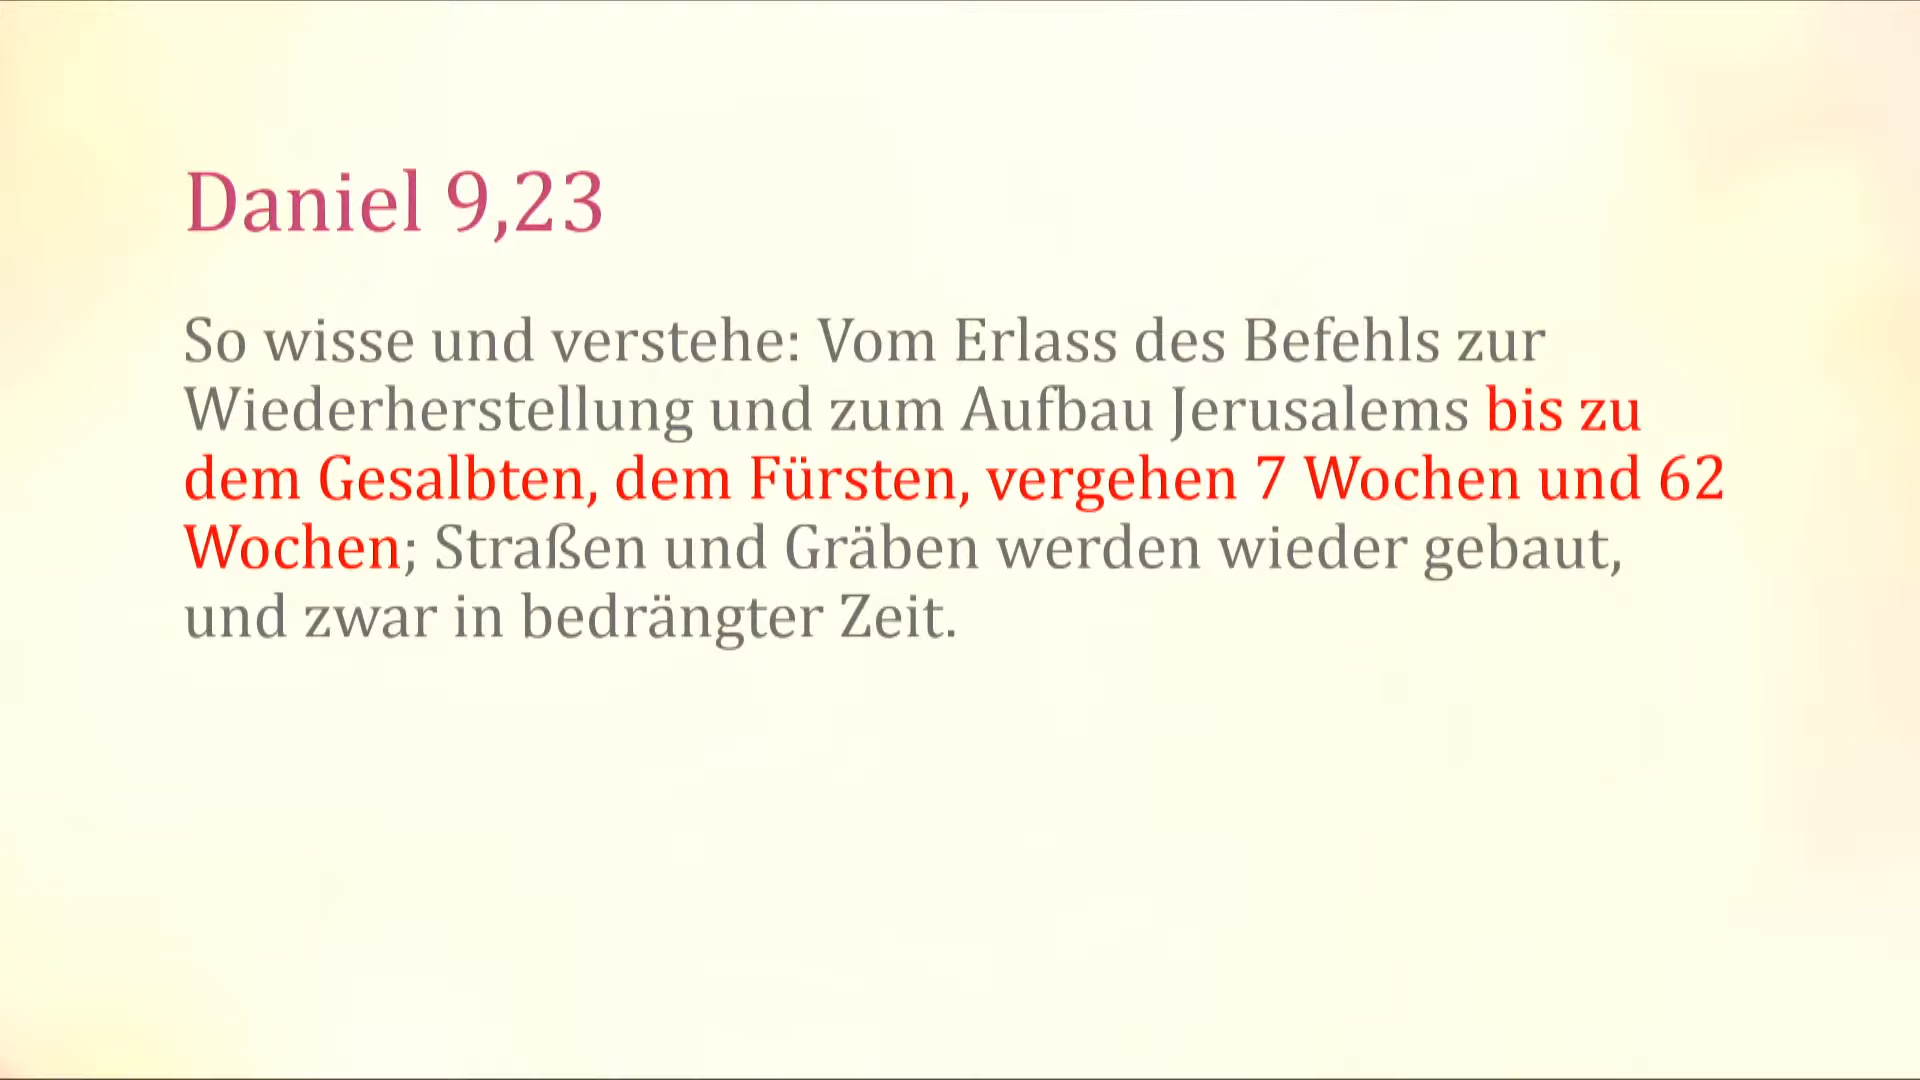 Daniel 9,23
So wisse und verstehe: Vom Erlass des Befehls zur
Wiederherstellung und zum Aufbau Jerusalems bis zu
dem Gesalbten, dem Fürsten, vergehen 7 Wochen und 62
Wochen; Straßen und Gräben werden wieder gebaut,
und zwar in bedrängter Zeit.